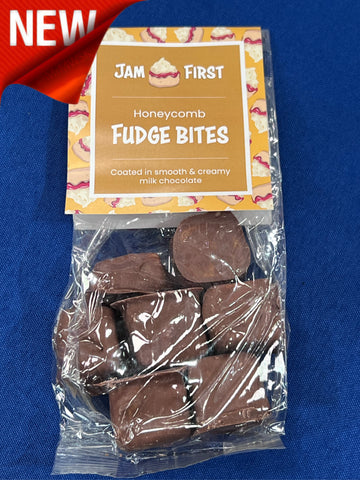 NEW
JAM FIRST
Honeycomb
FUDGE BITES
Coated in smooth & creamy
milk chocolate